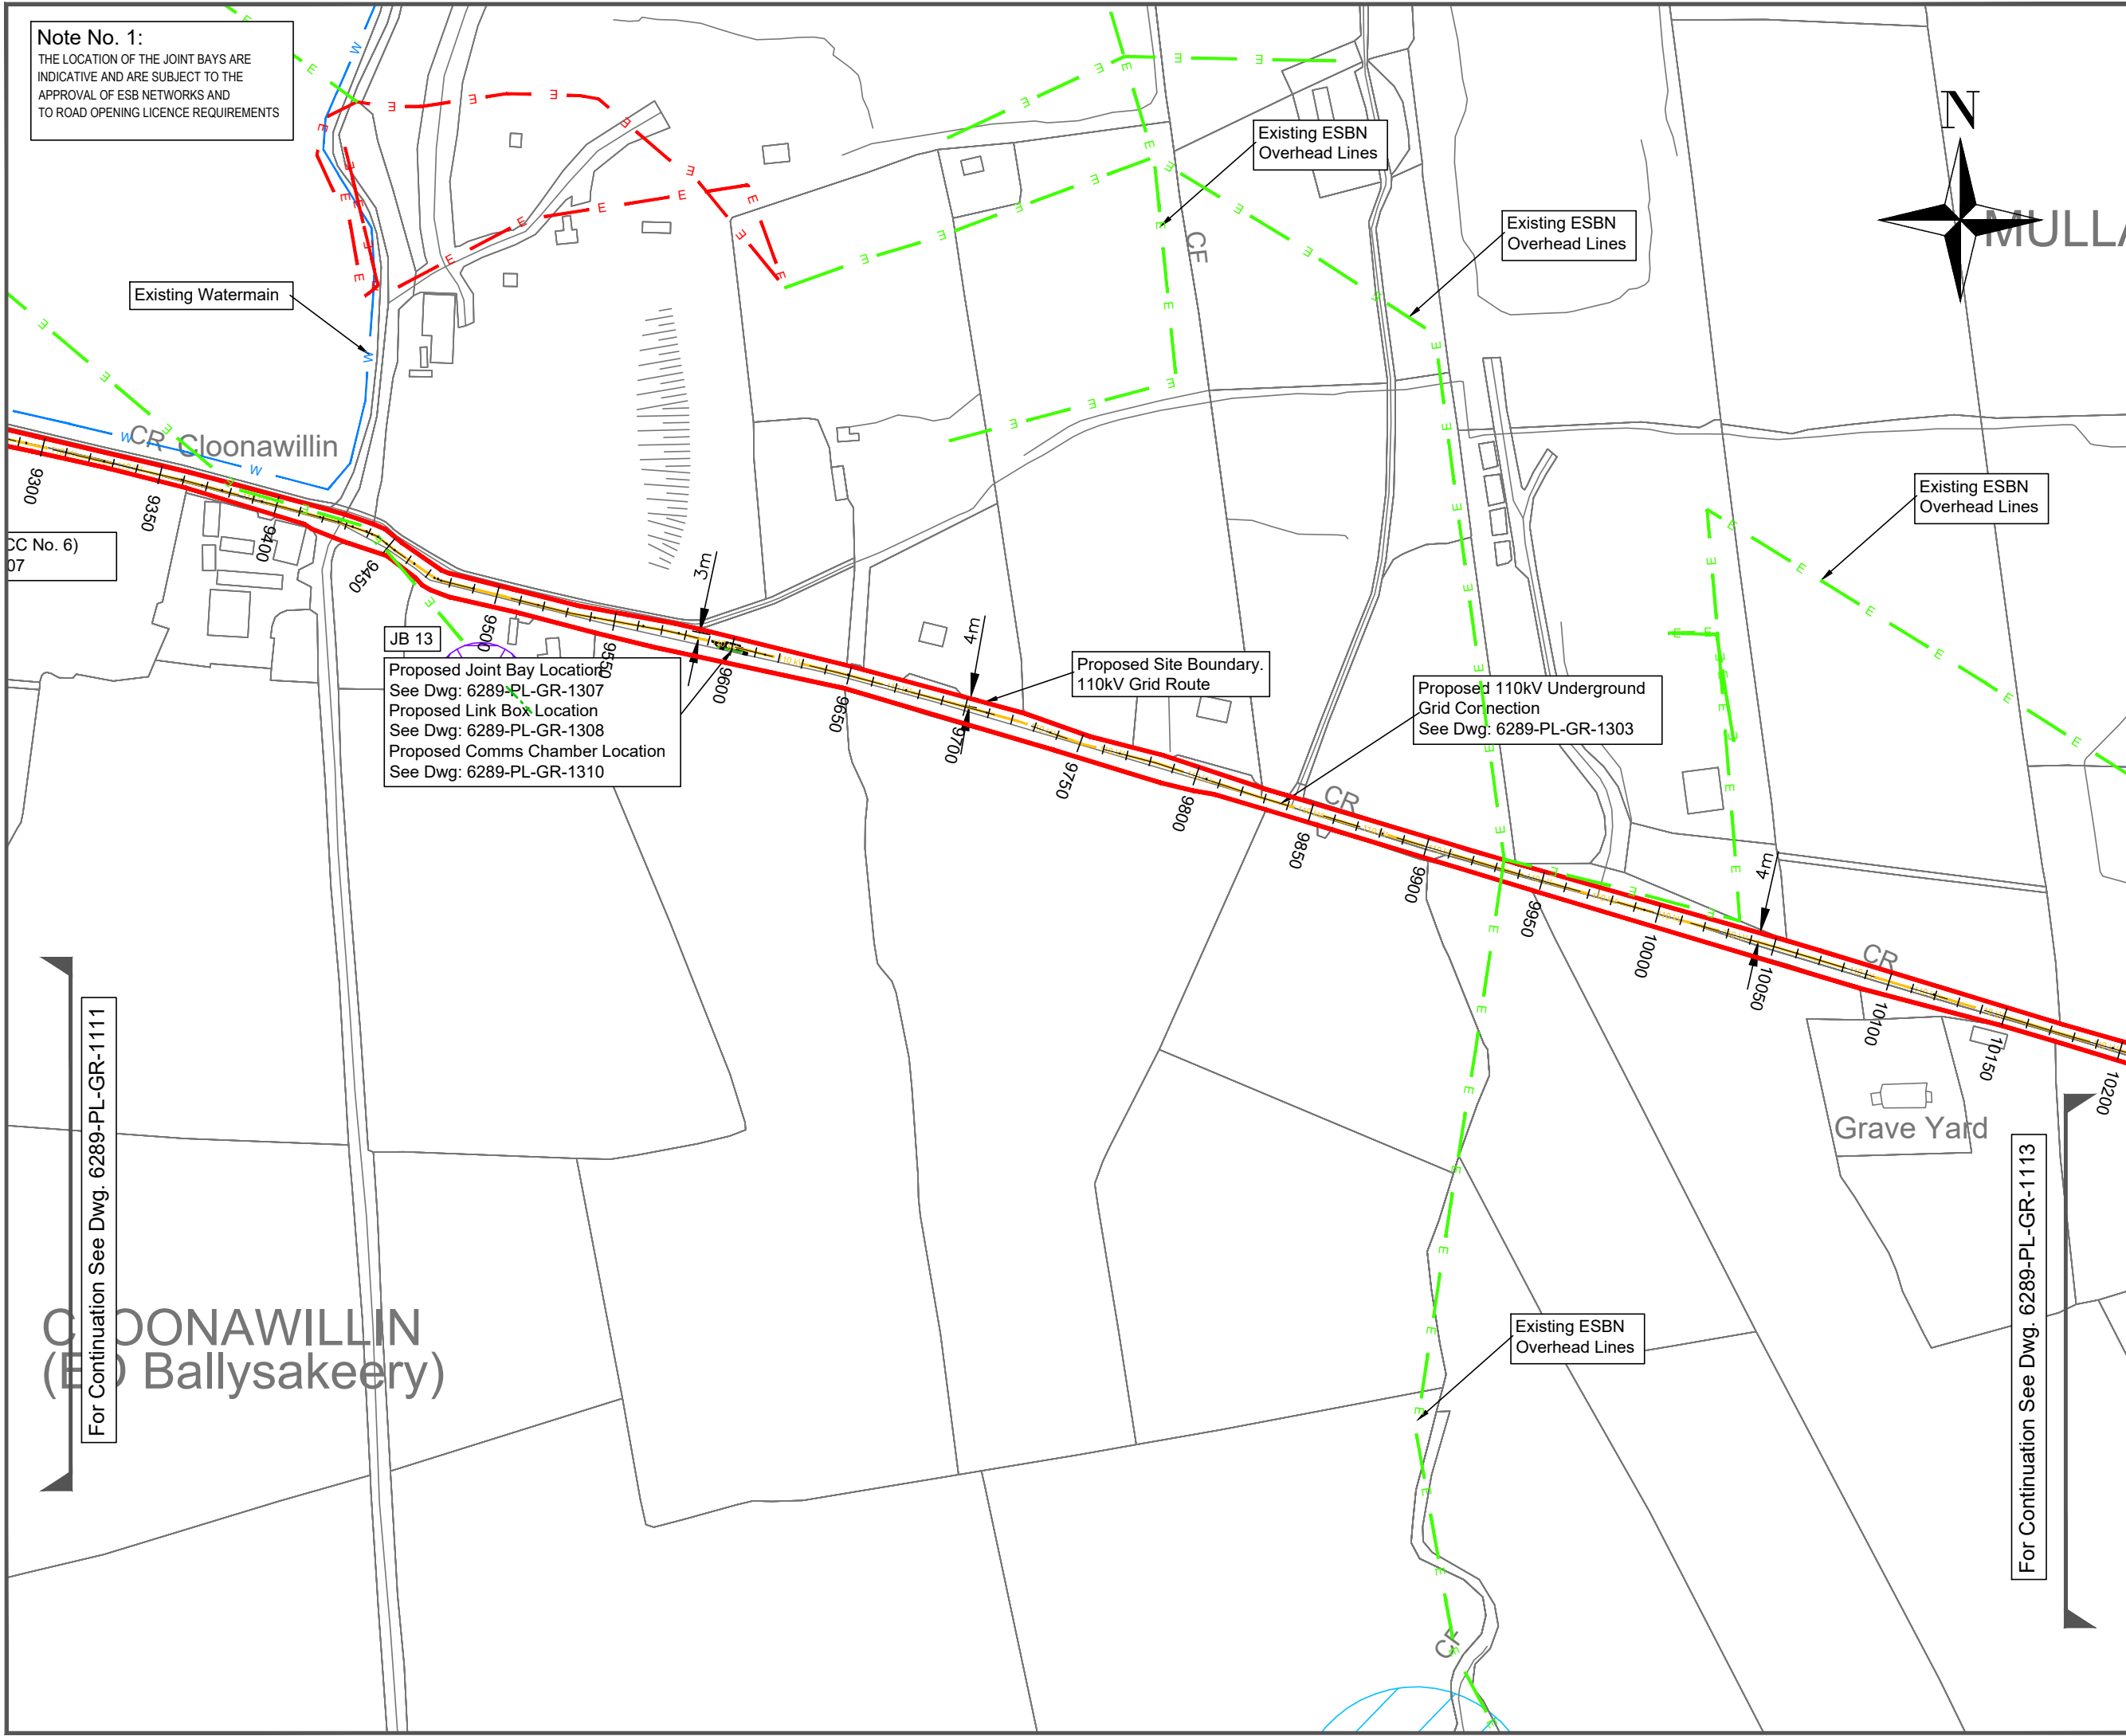 Note No. 1:
THE LOCATION OF THE JOINT BAYS ARE
INDICATIVE AND ARE SUBJECT TO THE
APPROVAL OF ESB NETWORKS AND
TO ROAD OPENING LICENCE REQUIREMENTS
Existing ESBN
Overhead Lines
N
Existing ESBN
Overhead Lines
MULLA
CF
Existing Watermain
CR Cloonawillin
Existing ESBN
Overhead Lines
CC No. 6)
07
9300
9350
9400
9450
9500
9550
9600
9650
9700
9750
9800
9850
9900
9950
10000
10050
10100
10150
10200
3m
4m
4m
JB 13
Proposed Joint Bay Location
See Dwg: 6289-PL-GR-1307
Proposed Link Box Location
See Dwg: 6289-PL-GR-1308
Proposed Comms Chamber Location
See Dwg: 6289-PL-GR-1310
Proposed Site Boundary.
110kV Grid Route
Proposed 110kV Underground
Grid Connection
See Dwg: 6289-PL-GR-1303
CR
CR
Grave Yard
For Continuation See Dwg. 6289-PL-GR-1111
For Continuation See Dwg. 6289-PL-GR-1113
CLOONAWILLIN
(ED Ballysakeery)
Existing ESBN
Overhead Lines
CF